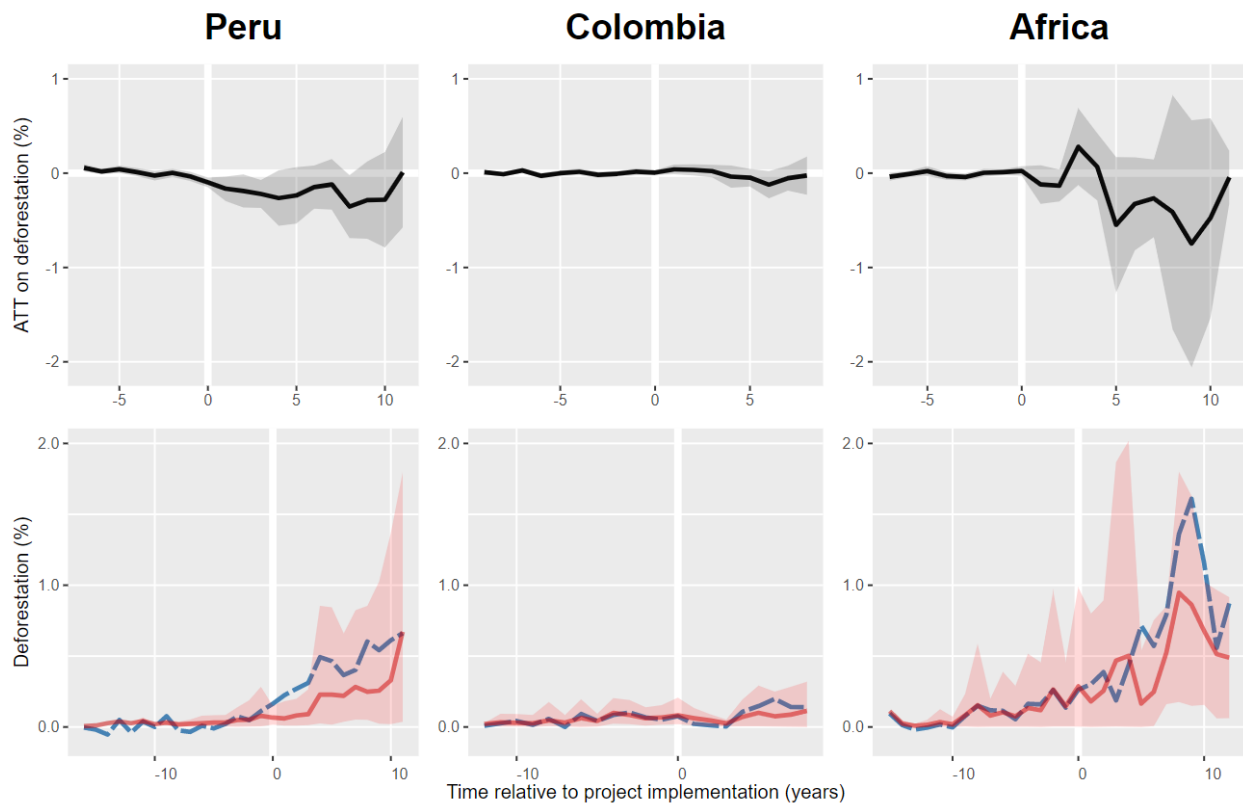 Peru Colombia Africa
ATT on deforestation (%)
1 1 1
0 0 0
-1 -1 -1
-2 -2 -2
-5 0 5 10 -5 0 5 -5 0 5 10
Deforestation (%)
2.0 2.0 2.0
1.0 1.0 1.0
0.0 0.0 0.0
-10 0 10 -10 0 -10 0 10
Time relative to project implementation (years)